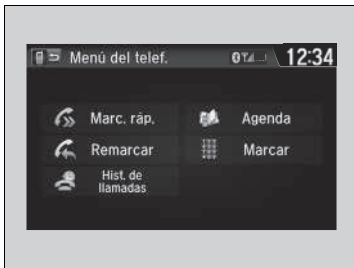 Menú del telef.
12:34
Marc. ráp.
Agenda
Remarcar
Marcar
Hist. de
llamadas